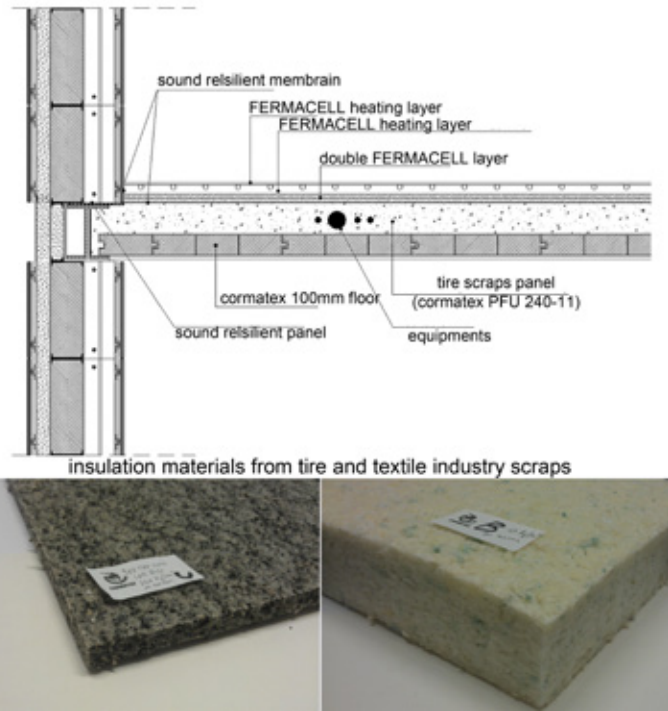 sound relsilient membrain
FERMACELL heating layer
FERMACELL heating layer
double FERMACELL layer
tire scraps panel
(cormatex PFU 240-11)
cormatex 100mm floor
sound relsilient panel
equipments
insulation materials from tire and textile industry scraps
B